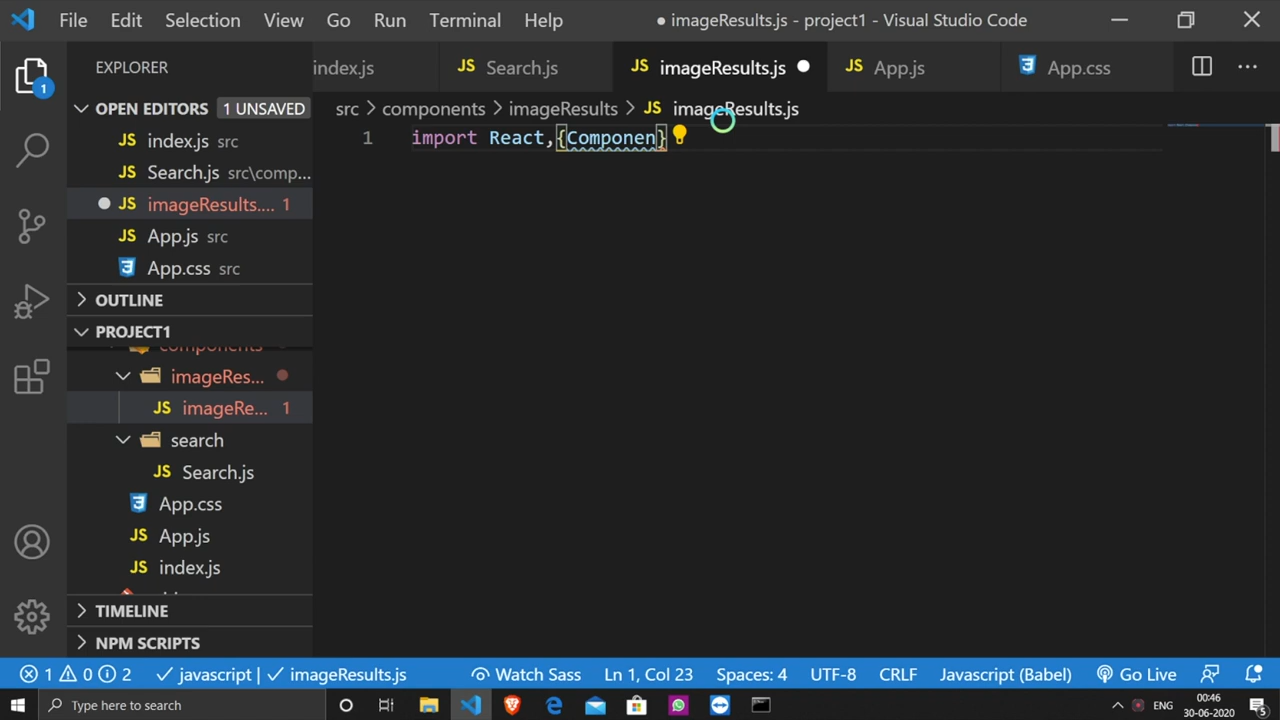 File Edit Selection View Go Run Terminal Help ● imageResults.js - project1 - Visual Studio Code
EXPLORER
index.js JS Search.js JS imageResults.js JS App.js App.css
OPEN EDITORS 1 UNSAVED
src > components > imageResults > JS imageResults.js
JS index.js src
1 import React,{Componen}
JS Search.js src\comp...
JS imageResults.... 1
JS App.js src
App.css src
OUTLINE
PROJECT1
components
imageRes...
JS imageRe... 1
search
JS Search.js
App.css
JS App.js
JS index.js
TIMELINE
NPM SCRIPTS
1
1 0 2 javascript | imageResults.js Watch Sass Ln 1, Col 23 Spaces: 4 UTF-8 CRLF Javascript (Babel) Go Live
Type here to search ENG 00:46
30-06-2020 5